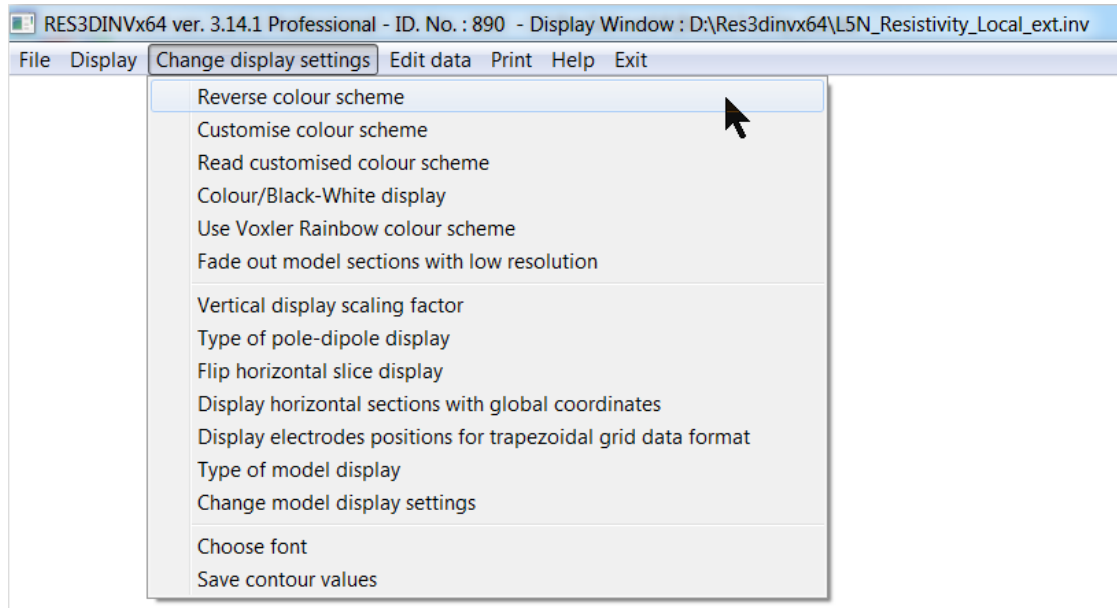 RES3DINVx64 ver. 3.14.1 Professional - ID. No. : 890 - Display Window : D:\Res3dinvx64\L5N_Resistivity_Local_ext.inv
File Display Change display settings Edit data Print Help Exit
Reverse colour scheme
Customise colour scheme
Read customised colour scheme
Colour/Black-White display
Use Voxler Rainbow colour scheme
Fade out model sections with low resolution
Vertical display scaling factor
Type of pole-dipole display
Flip horizontal slice display
Display horizontal sections with global coordinates
Display electrodes positions for trapezoidal grid data format
Type of model display
Change model display settings
Choose font
Save contour values